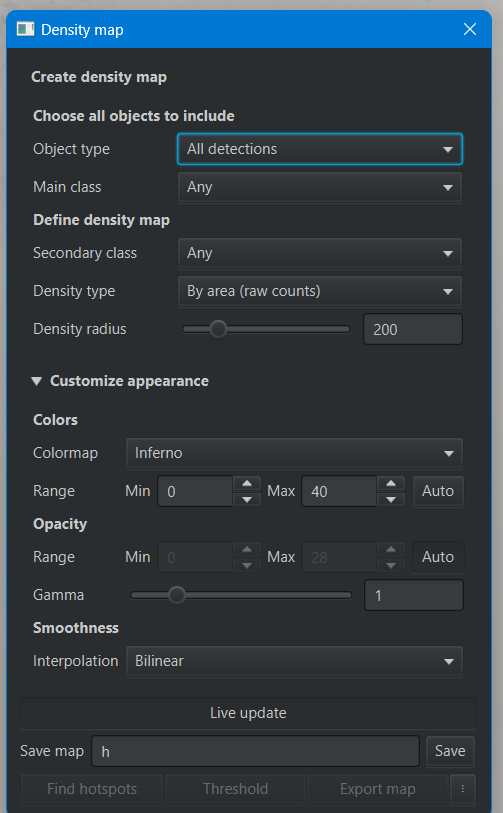 Density map
Create density map
Choose all objects to include
Object type All detections
Main class Any
Define density map
Secondary class Any
Density type By area (raw counts)
Density radius 200
Customize appearance
Colors
Colormap Inferno
Range Min 0 Max 40 Auto
Opacity
Range Min 0 Max 28 Auto
Gamma 1
Smoothness
Interpolation Bilinear
Live update
Save map h Save
Find hotspots Threshold Export map